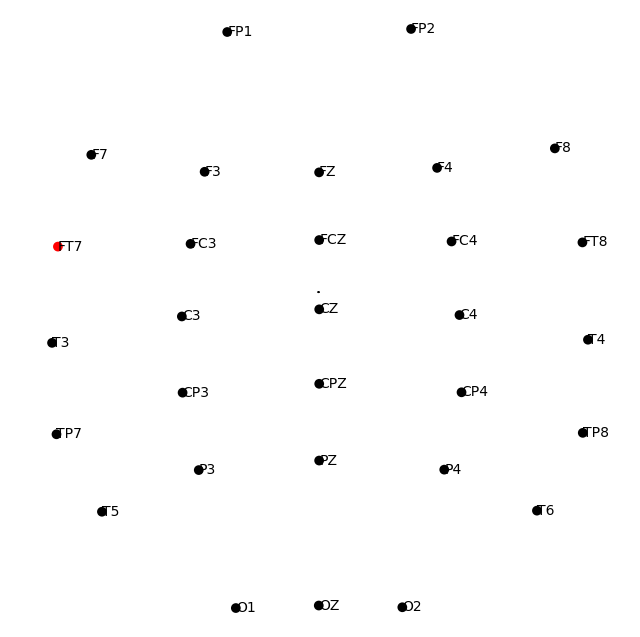 FP1 FP2
F7 F3 FZ F4 F8
FT7 FC3 FCZ FC4 FT8
T3 C3 CZ C4 T4
CP3 CPZ CP4
TP7 TP8
P3 PZ P4
T5 T6
O1 OZ O2